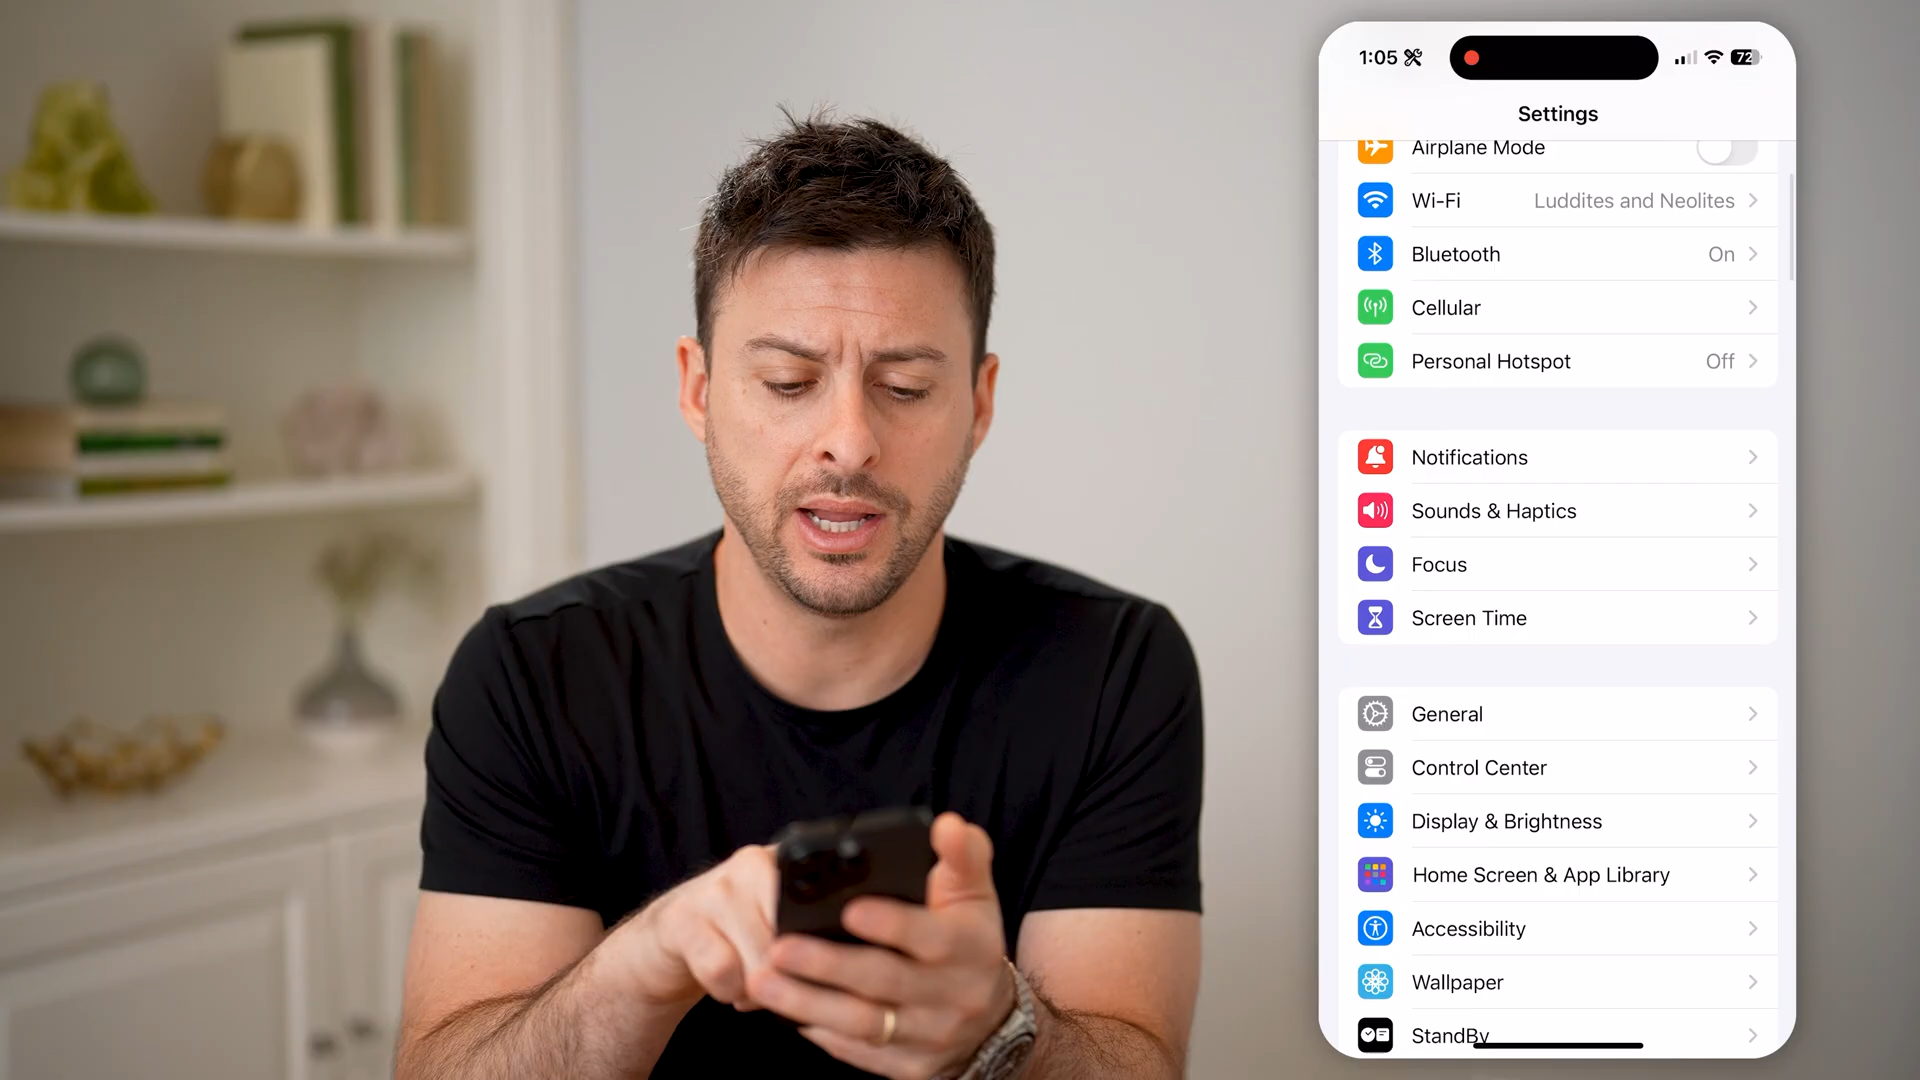 1:05
72
Settings
Airplane Mode
Wi-Fi Luddites and Neolites
Bluetooth On
Cellular
Personal Hotspot Off
Notifications
Sounds & Haptics
Focus
Screen Time
General
Control Center
Display & Brightness
Home Screen & App Library
Accessibility
Wallpaper
StandBy